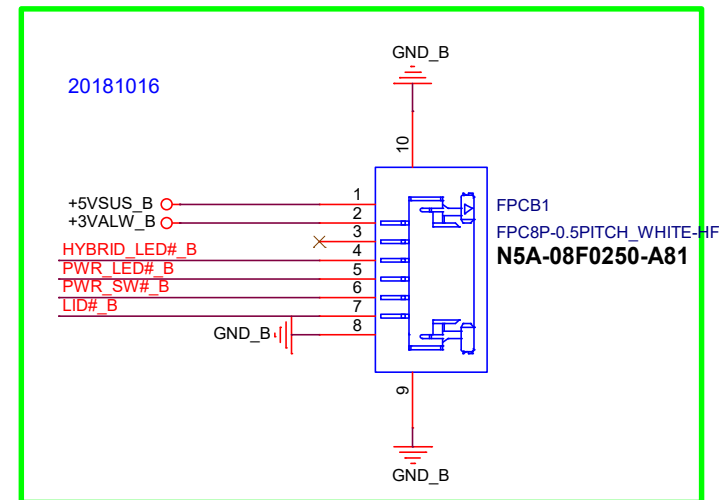 GND_B
20181016
10
+5VSUS_B 1
+3VALW_B 2
3
HYBRID_LED#_B 4
PWR_LED#_B 5
PWR_SW#_B 6
LID#_B 7
GND_B 8
FPCB1
FPC8P-0.5PITCH_WHITE-HF
N5A-08F0250-A81
9
GND_B